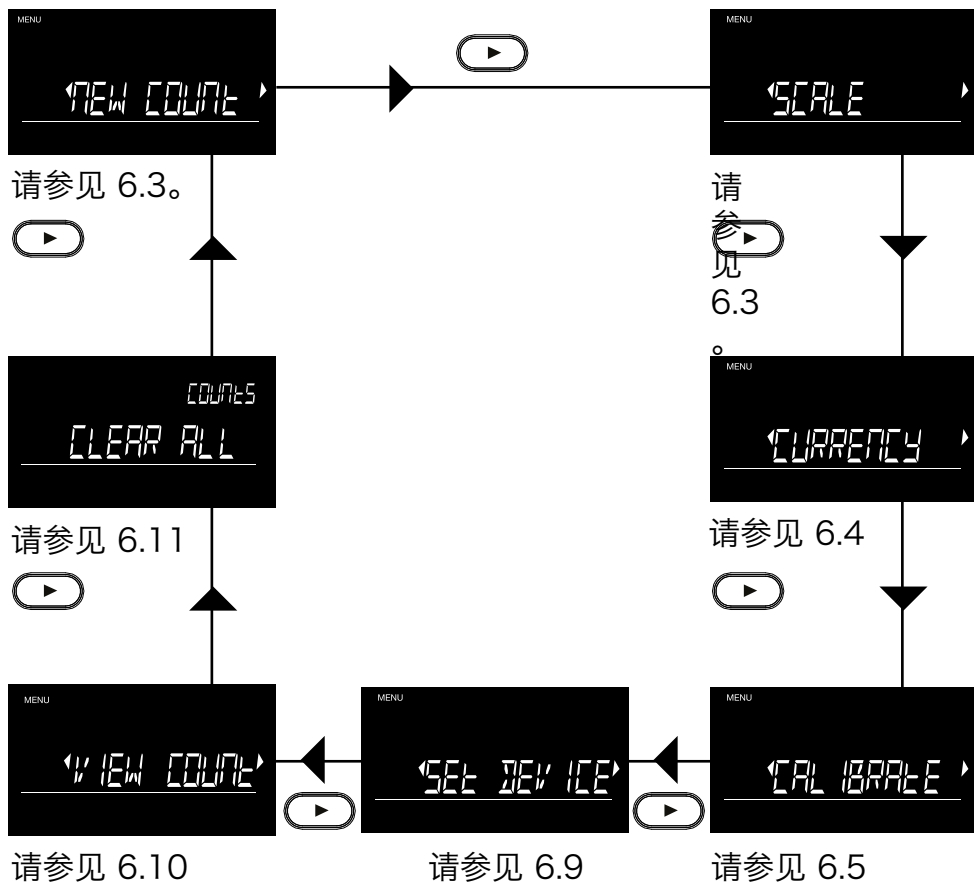 MENU
NEW COUNt
请参见 6.3。
MENU
SCALE
请
参
见
6.3
。
MENU
CURRENCY
请参见 6.4
MENU
CALIBRAtE
请参见 6.5
MENU
SEt DEVICE
请参见 6.9
MENU
VIEW COUNt
请参见 6.10
COUNtS
CLEAR ALL
请参见 6.11